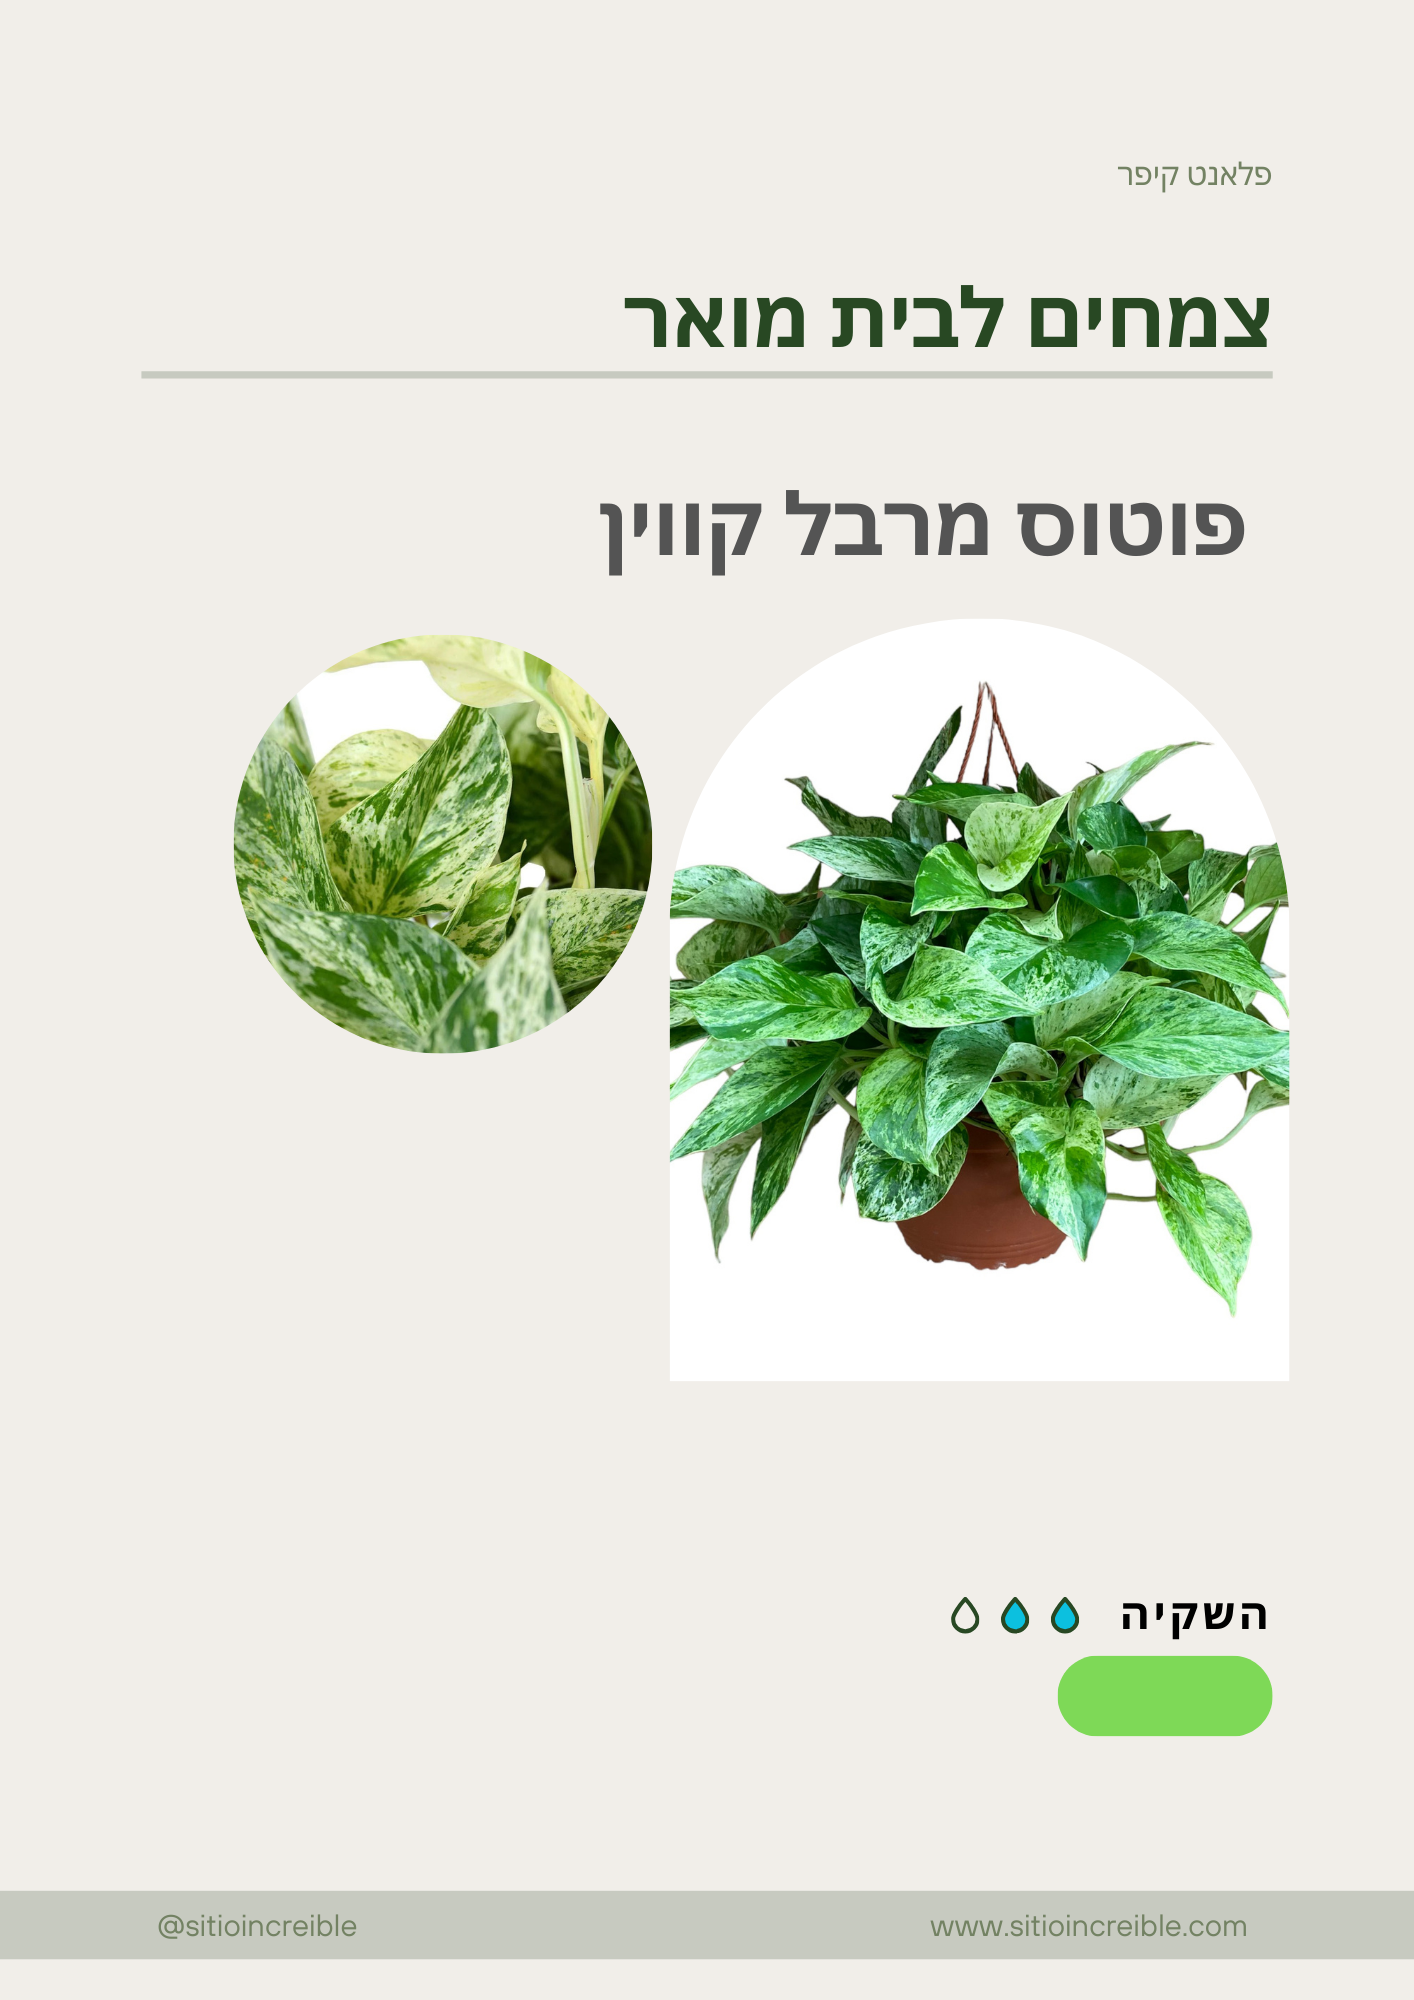 פלאנט קיפר
צמחים לבית מואר
פוטוס מרבל קווין
השקיה
@sitioincreible
www.sitioincreible.com